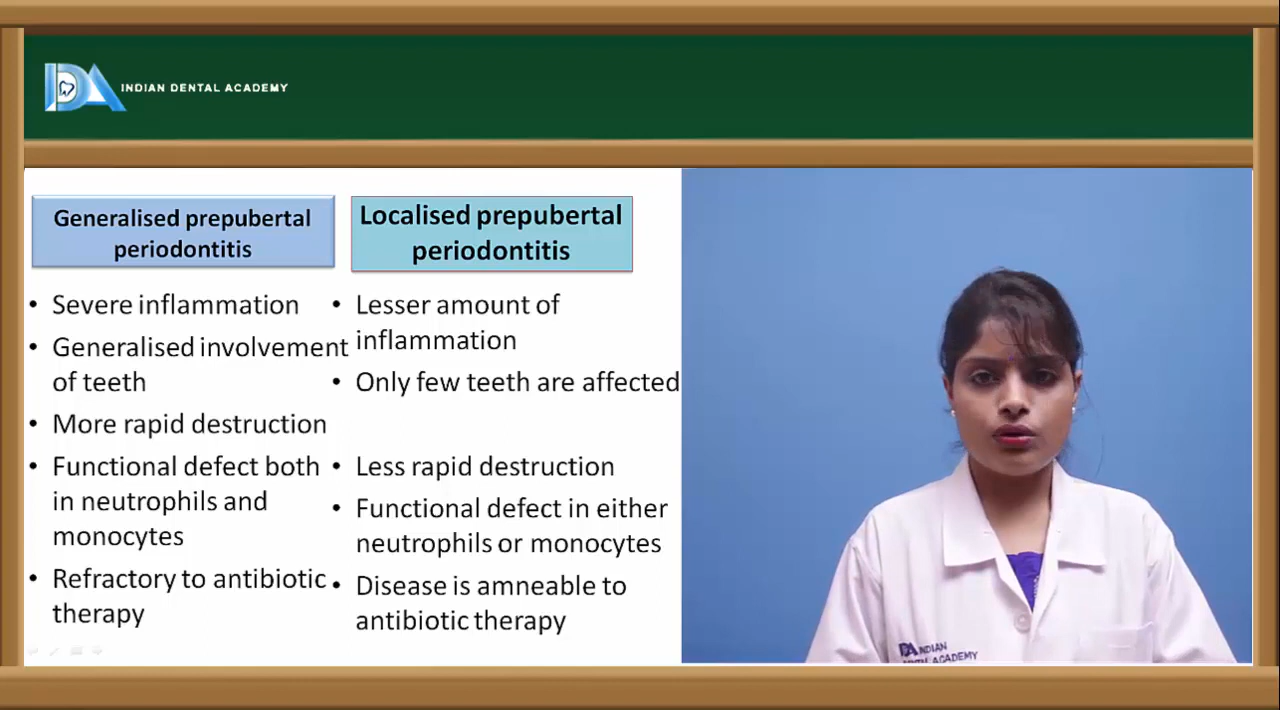 INDIAN DENTAL ACADEMY
Generalised prepubertal
periodontitis
• Severe inflammation
• Generalised involvement
of teeth
• More rapid destruction
• Functional defect both
in neutrophils and
monocytes
• Refractory to antibiotic
therapy
Localised prepubertal
periodontitis
• Lesser amount of
inflammation
• Only few teeth are affected
• Less rapid destruction
• Functional defect in either
neutrophils or monocytes
• Disease is amneable to
antibiotic therapy
INDIAN
ACADEMY